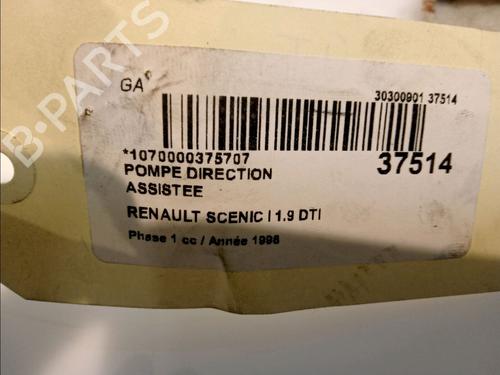 GA
30300901 37514
*1070000375707
37514
POMPE DIRECTION
ASSISTEE
RENAULT SCENIC I 1.9 DTI
Phase 1 cc / Année 1998
B-PARTS